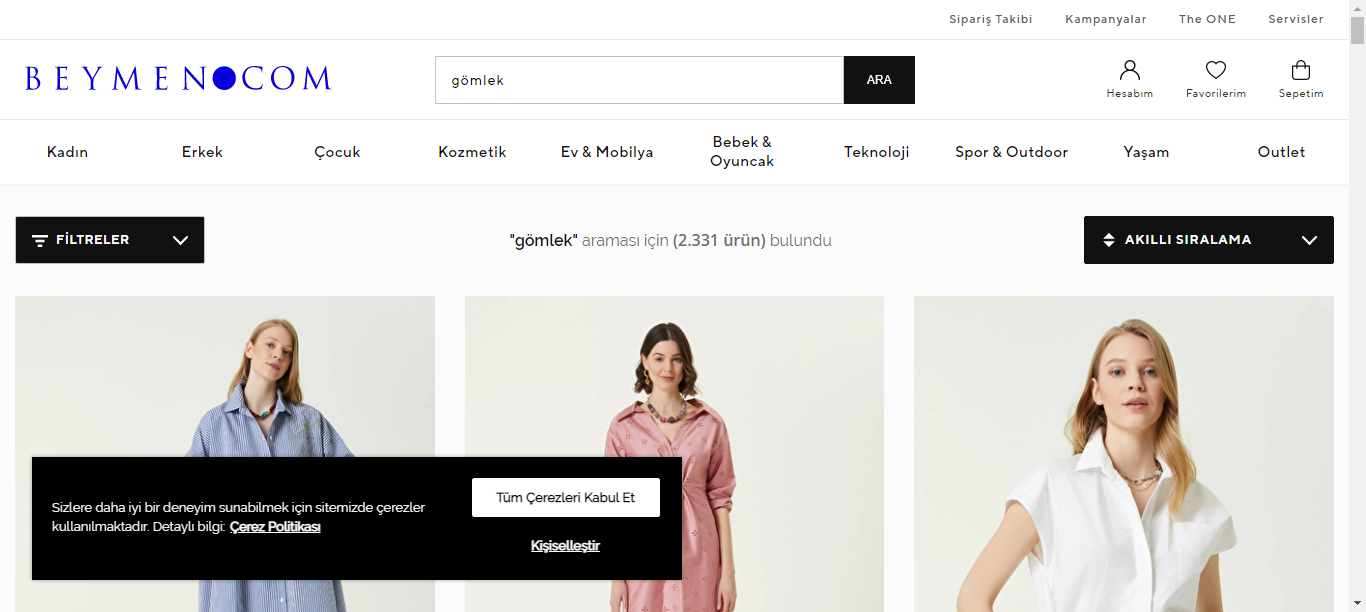 Sipariş Takibi Kampanyalar The ONE Servisler
BEYMEN COM
gömlek
ARA
Hesabım Favorilerim Sepetim
Kadın Erkek Çocuk Kozmetik Ev & Mobilya Bebek & Oyuncak Teknoloji Spor & Outdoor Yaşam Outlet
FİLTRELER
"gömlek" araması için (2.331 ürün) bulundu
AKILLI SIRALAMA
Sizlere daha iyi bir deneyim sunabilmek için sitemizde çerezler
kullanılmaktadır. Detaylı bilgi: Çerez Politikası
Tüm Çerezleri Kabul Et
Kişiselleştir